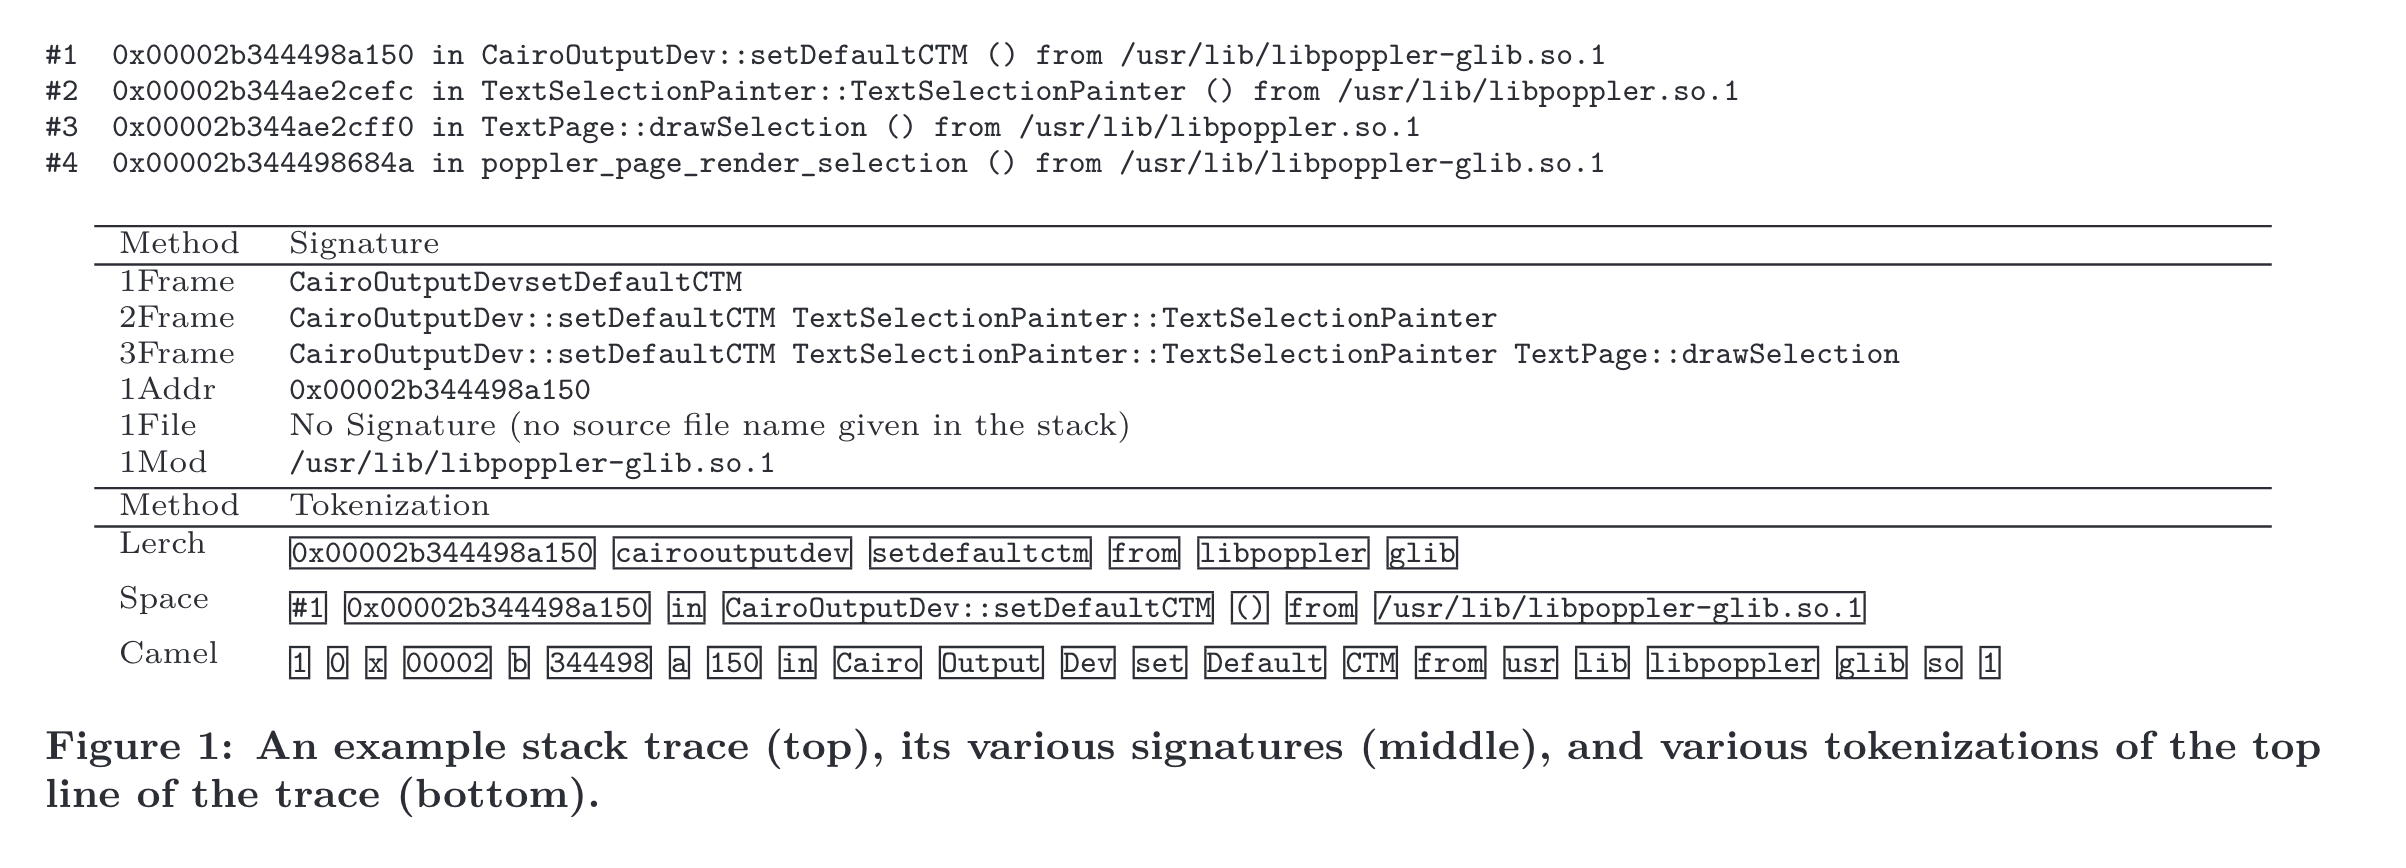 #1 0x00002b344498a150 in CairoOutputDev::setDefaultCTM () from /usr/lib/libpoppler-glib.so.1
#2 0x00002b344ae2cefc in TextSelectionPainter::TextSelectionPainter () from /usr/lib/libpoppler.so.1
#3 0x00002b344ae2cff0 in TextPage::drawSelection () from /usr/lib/libpoppler.so.1
#4 0x00002b344498684a in poppler_page_render_selection () from /usr/lib/libpoppler-glib.so.1
Method Signature
1Frame CairoOutputDevsetDefaultCTM
2Frame CairoOutputDev::setDefaultCTM TextSelectionPainter::TextSelectionPainter
3Frame CairoOutputDev::setDefaultCTM TextSelectionPainter::TextSelectionPainter TextPage::drawSelection
1Addr 0x00002b344498a150
1File No Signature (no source file name given in the stack)
1Mod /usr/lib/libpoppler-glib.so.1
Method Tokenization
Lerch 0x00002b344498a150 cairooutputdev setdefaultctm from libpoppler glib
Space #1 0x00002b344498a150 in CairoOutputDev::setDefaultCTM () from /usr/lib/libpoppler-glib.so.1
Camel 1 0 x 00002 b 344498 a 150 in Cairo Output Dev set Default CTM from usr lib libpoppler glib so 1
Figure 1: An example stack trace (top), its various signatures (middle), and various tokenizations of the top
line of the trace (bottom).